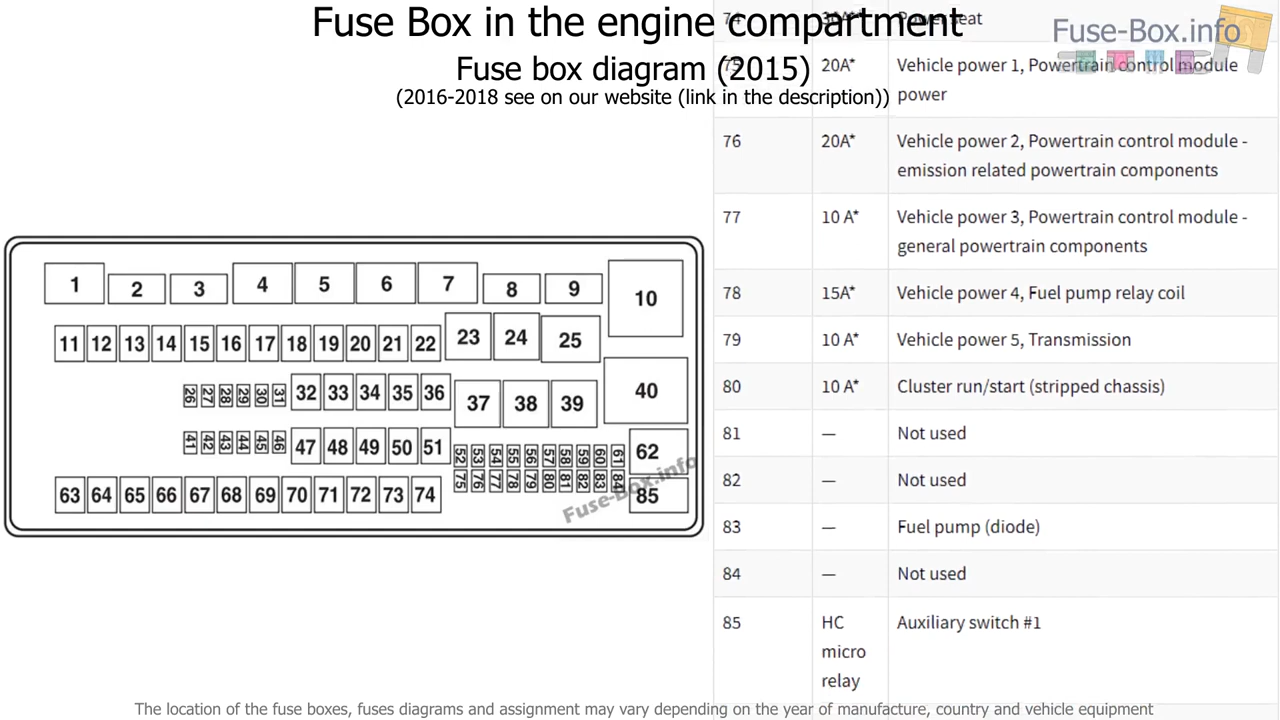 Fuse Box in the engine compartment
Fuse box diagram (2015)
(2016-2018 see on our website (link in the description))
Fuse-Box.info
74 seat
20A* Vehicle power 1, Powertrain control module
power
76 20A* Vehicle power 2, Powertrain control module -
emission related powertrain components
77 10 A* Vehicle power 3, Powertrain control module -
general powertrain components
78 15A* Vehicle power 4, Fuel pump relay coil
79 10 A* Vehicle power 5, Transmission
80 10 A* Cluster run/start (stripped chassis)
81 — Not used
82 — Not used
83 — Fuel pump (diode)
84 — Not used
85 HC Auxiliary switch #1
micro
relay
1 2 3 4 5 6 7 8 9 10
11 12 13 14 15 16 17 18 19 20 21 22 23 24 25
26 27 28 29 30 31 32 33 34 35 36 37 38 39 40
41 42 43 44 45 46 47 48 49 50 51 52 53 54 55 56 57 58 59 60 61 62
63 64 65 66 67 68 69 70 71 72 73 74 75 76 77 78 79 80 81 82 83 84 85
Fuse-Box.info
The location of the fuse boxes, fuses diagrams and assignment may vary depending on the year of manufacture, country and vehicle equipment